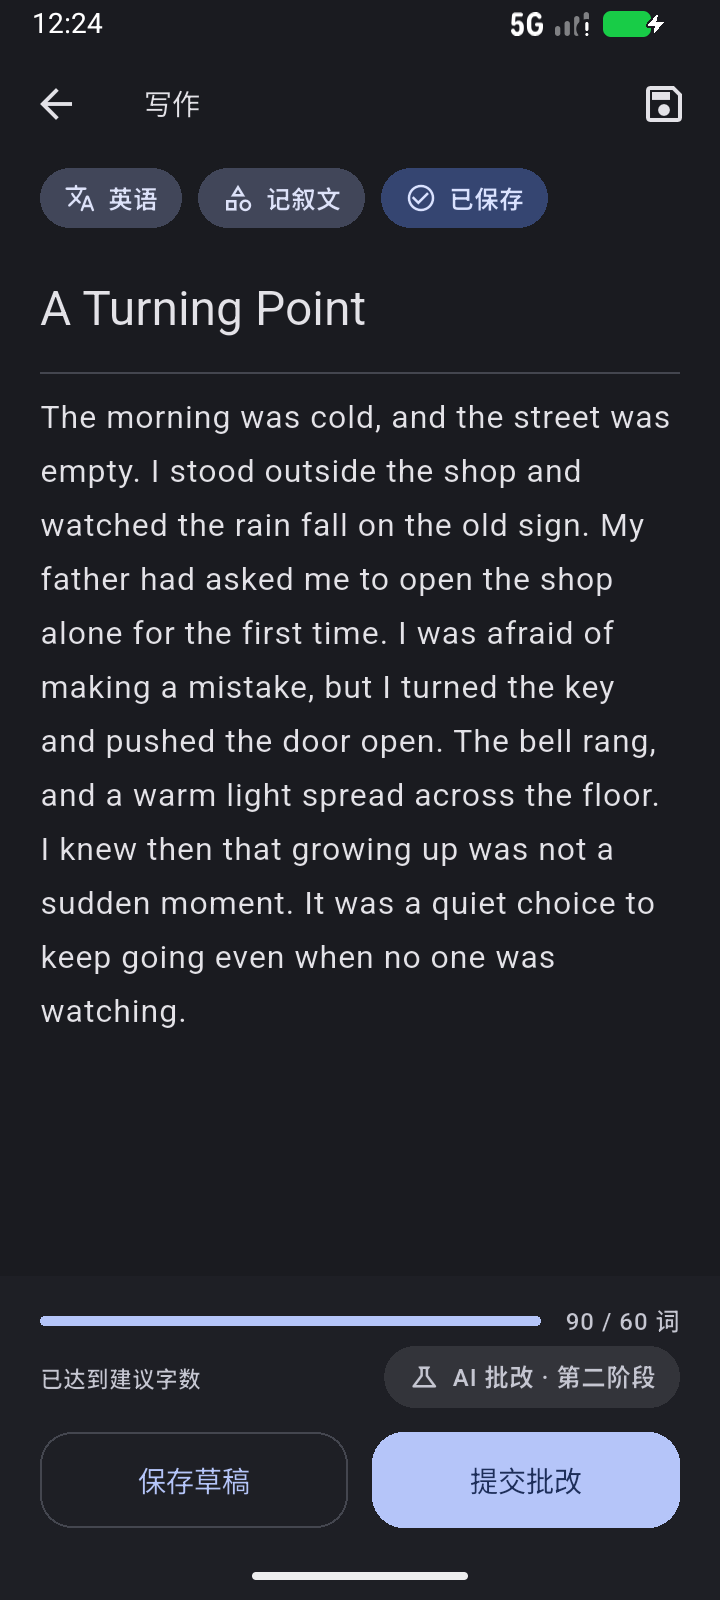 12:24
5G
写作
英语
记叙文
已保存
A Turning Point
The morning was cold, and the street was
empty. I stood outside the shop and
watched the rain fall on the old sign. My
father had asked me to open the shop
alone for the first time. I was afraid of
making a mistake, but I turned the key
and pushed the door open. The bell rang,
and a warm light spread across the floor.
I knew then that growing up was not a
sudden moment. It was a quiet choice to
keep going even when no one was
watching.
90 / 60 词
已达到建议字数
AI 批改 · 第二阶段
保存草稿
提交批改